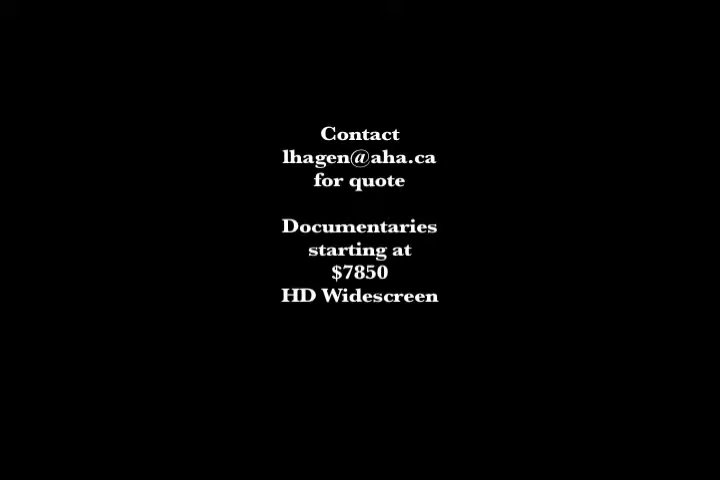 Contact
lhagen@aha.ca
for quote
Documentaries
starting at
$7850
HD Widescreen